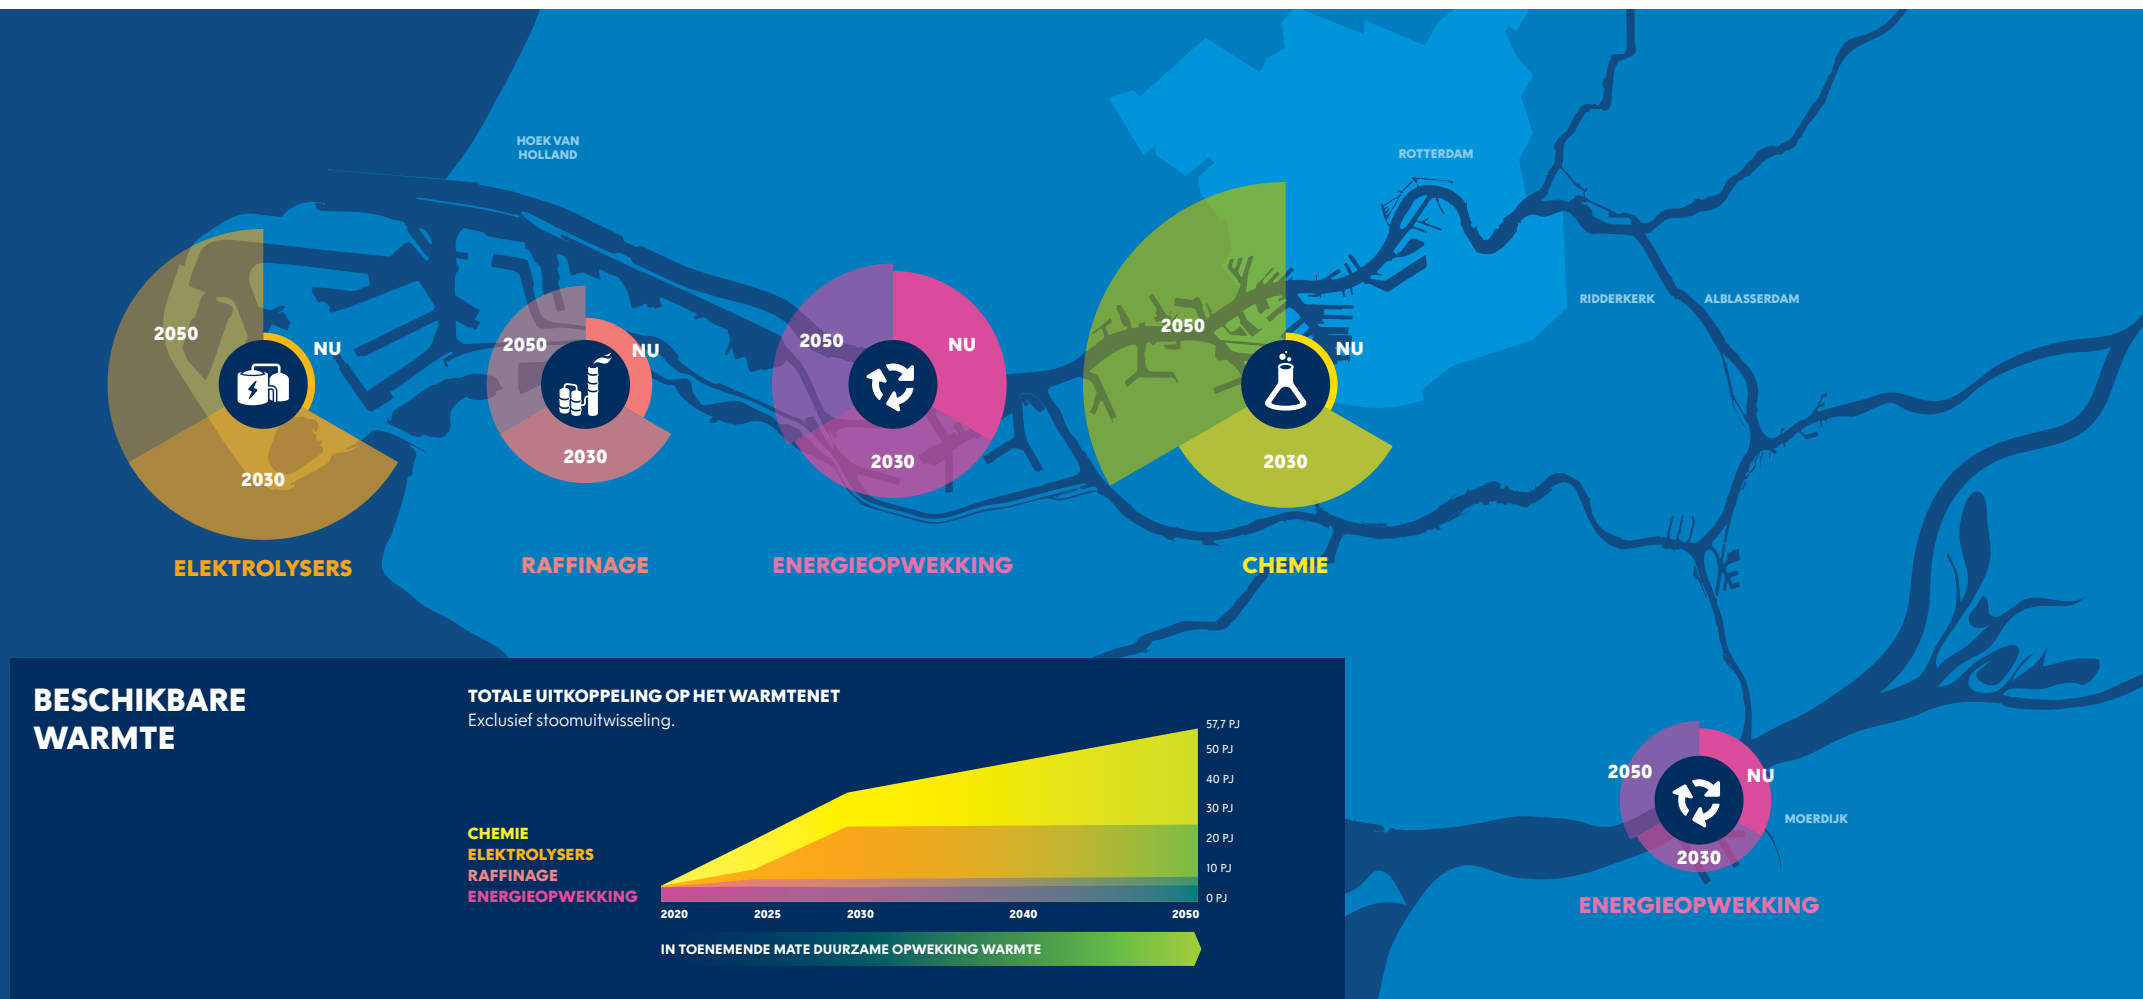 HOEK VAN
HOLLAND
ROTTERDAM
RIDDERKERK
ALBLASSERDAM
2050
NU
2030
ELEKTROLYSERS
2050
NU
2030
RAFFINAGE
2050
NU
2030
ENERGIEOPWEKKING
2050
NU
2030
CHEMIE
2050
NU
2030
MOERDIJK
ENERGIEOPWEKKING
BESCHIKBARE
WARMTE
TOTALE UITKOPPELING OP HET WARMTENET
Exclusief stoomuitwisseling.
57,7 PJ
50 PJ
40 PJ
30 PJ
20 PJ
10 PJ
0 PJ
CHEMIE
ELEKTROLYSERS
RAFFINAGE
ENERGIEOPWEKKING
2020 2025 2030 2040 2050
IN TOENEMENDE MATE DUURZAME OPWEKKING WARMTE